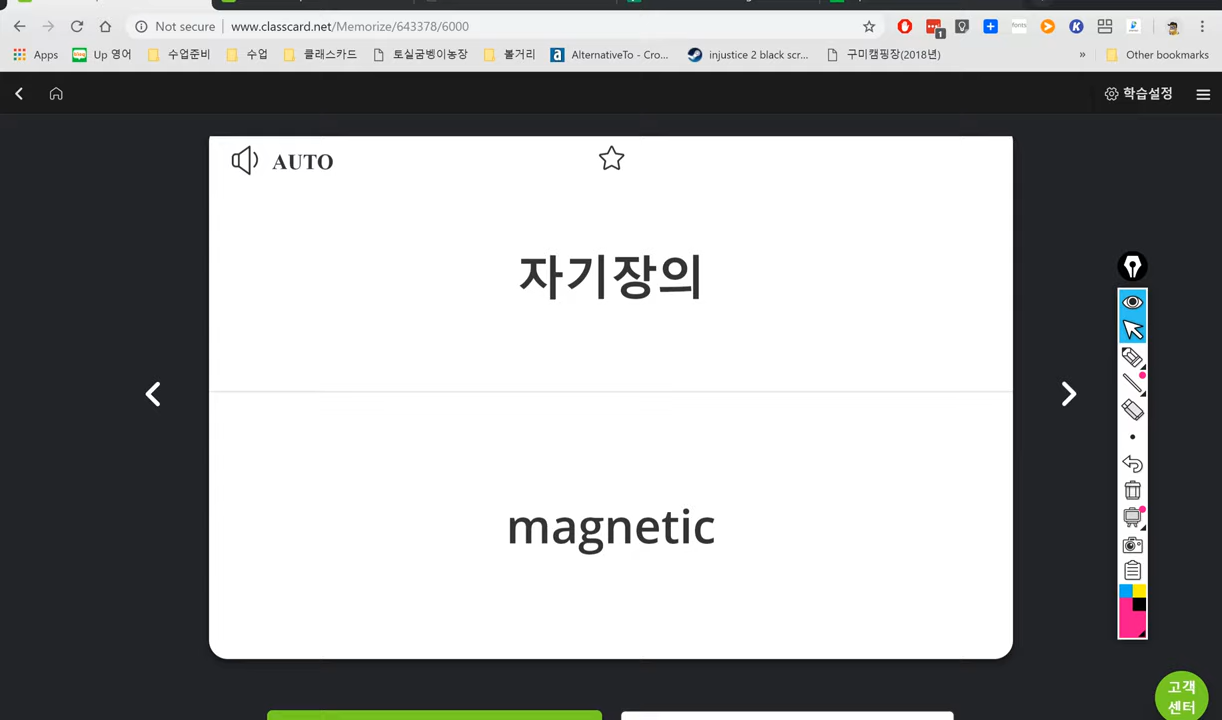 Not secure
www.classcard.net/Memorize/643378/6000
1
Apps
blog
Up 영어
수업준비
수업
클래스카드
토실굼벵이농장
볼거리
a
AlternativeTo - Cro...
injustice 2 black scr...
구미캠핑장(2018년)
»
Other bookmarks
학습설정
AUTO
자기장의
magnetic
고객
센터